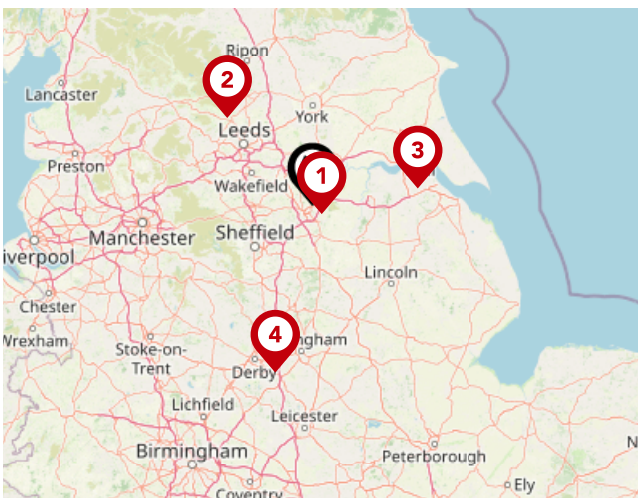 Ripon
2
Lancaster
York
Leeds
3
Preston
Wakefield
1
Manchester
Sheffield
iverpool
Lincoln
Chester
4
Wrexham
ngham
Stoke-on-
Trent
Derby
Lichfield
Leicester
Birmingham
Peterborough
N
Ely
Coventry